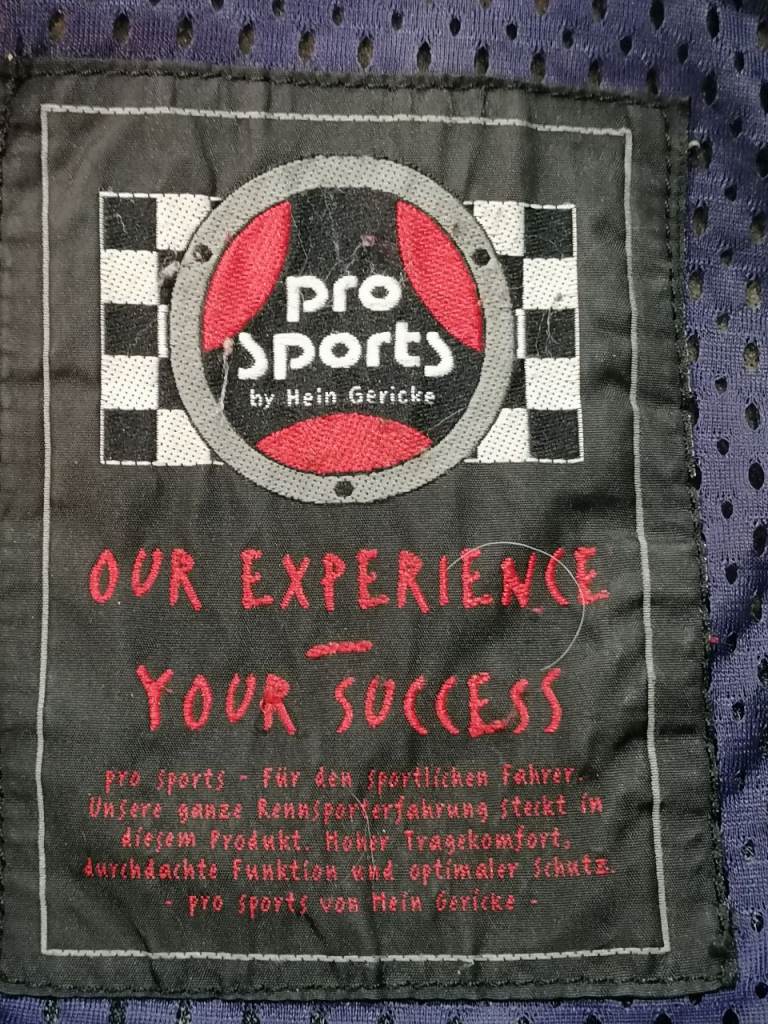 pro
sports
by Hein Gericke
OUR EXPERIENCE
—
YOUR SUCCESS
pro sports - Für den sportlichen Fahrer.
Unsere ganze Rennsporterfahrung steckt in
diesem Produkt. Hoher Tragekomfort,
durchdachte Funktion und optimaler Schutz.
- pro sports von Hein Gericke -